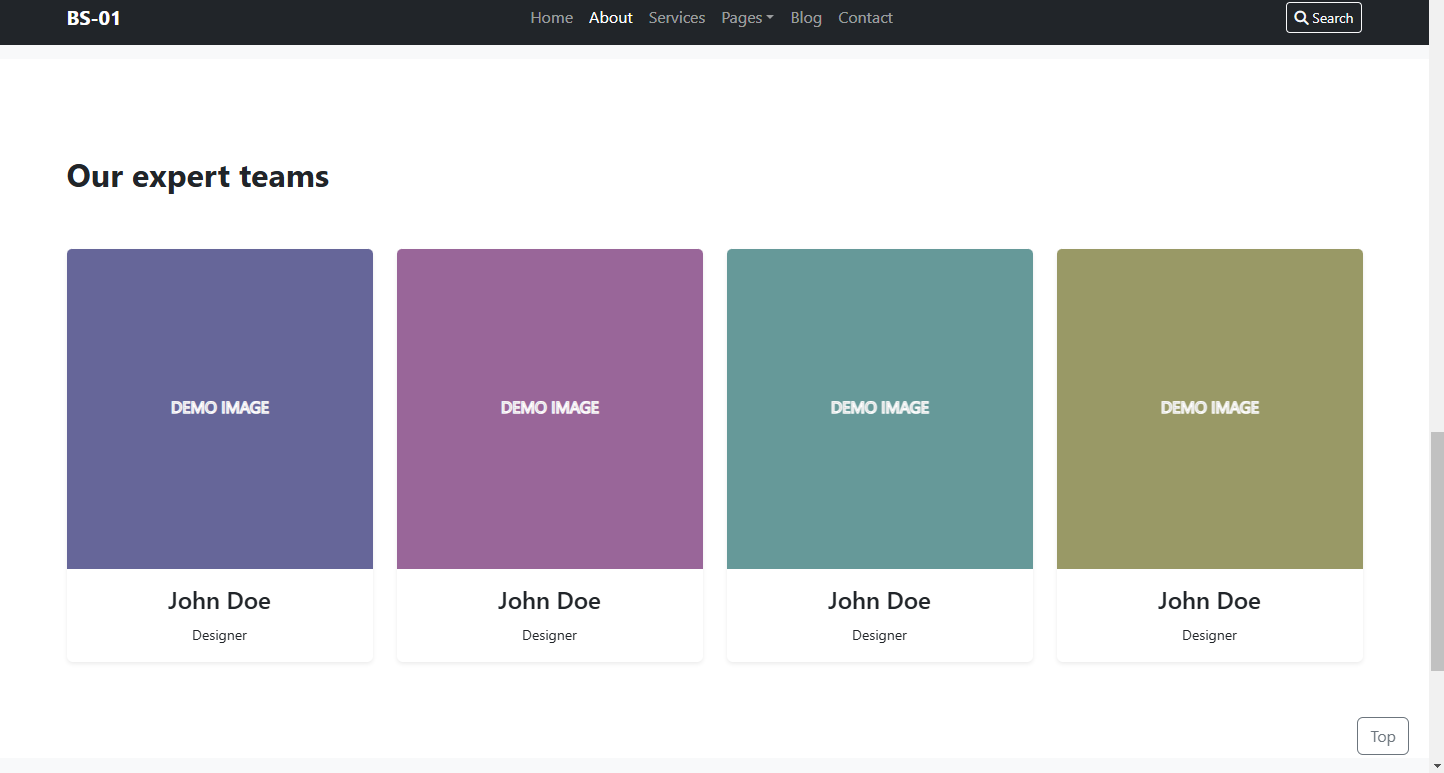 BS-01 Home About Services Pages Blog Contact Search
Our expert teams
DEMO IMAGE DEMO IMAGE DEMO IMAGE DEMO IMAGE
John Doe John Doe John Doe John Doe
Designer Designer Designer Designer
Top